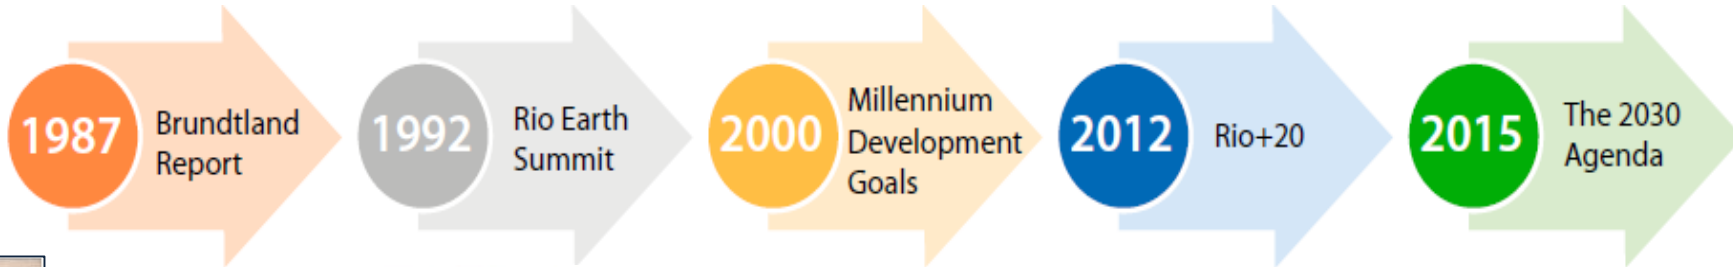 1987
Brundtland
Report
1992
Rio Earth
Summit
2000
Millennium
Development
Goals
2012
Rio+20
2015
The 2030
Agenda